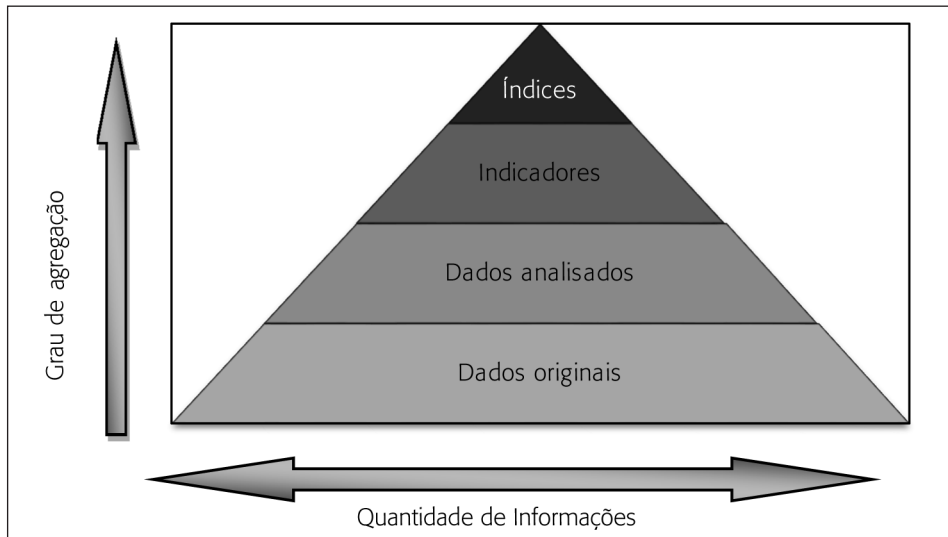 Índices
Indicadores
Dados analisados
Dados originais
Grau de agregação
Quantidade de Informações